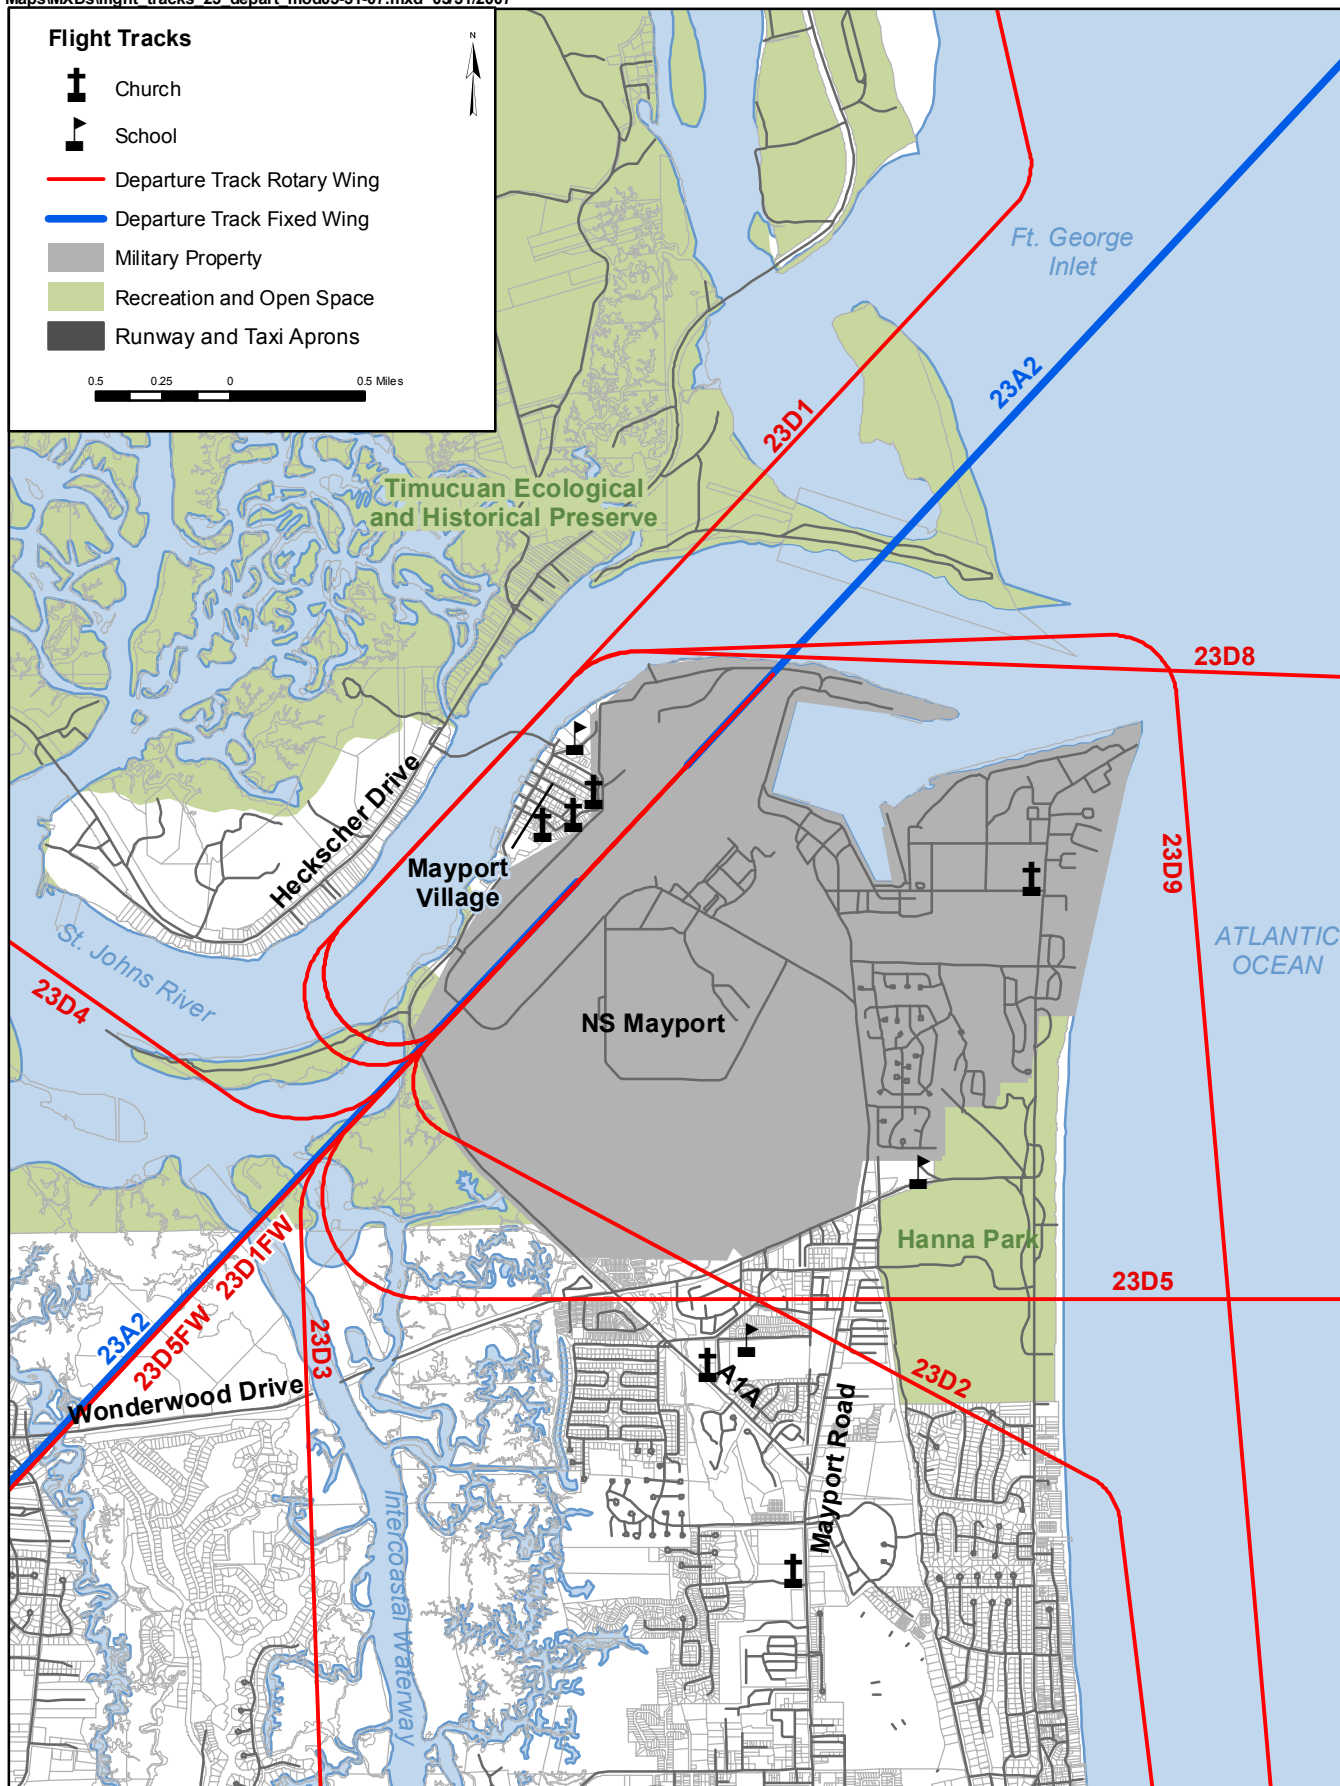 Flight Tracks
N
Church
School
Departure Track Rotary Wing
Departure Track Fixed Wing
Military Property
Recreation and Open Space
Runway and Taxi Aprons
0.5 0.25 0 0.5 Miles
Ft. George
Inlet
23A2
23D1
Timucuan Ecological
and Historical Preserve
23D8
Heckscher Drive
Mayport
Village
23D9
ATLANTIC
OCEAN
St. Johns River
23D4
NS Mayport
Hanna Park
23D1FW
23D5
23A2
23D5FW
23D3
Wonderwood Drive
A1A
23D2
Mayport Road
Intercoastal Waterway